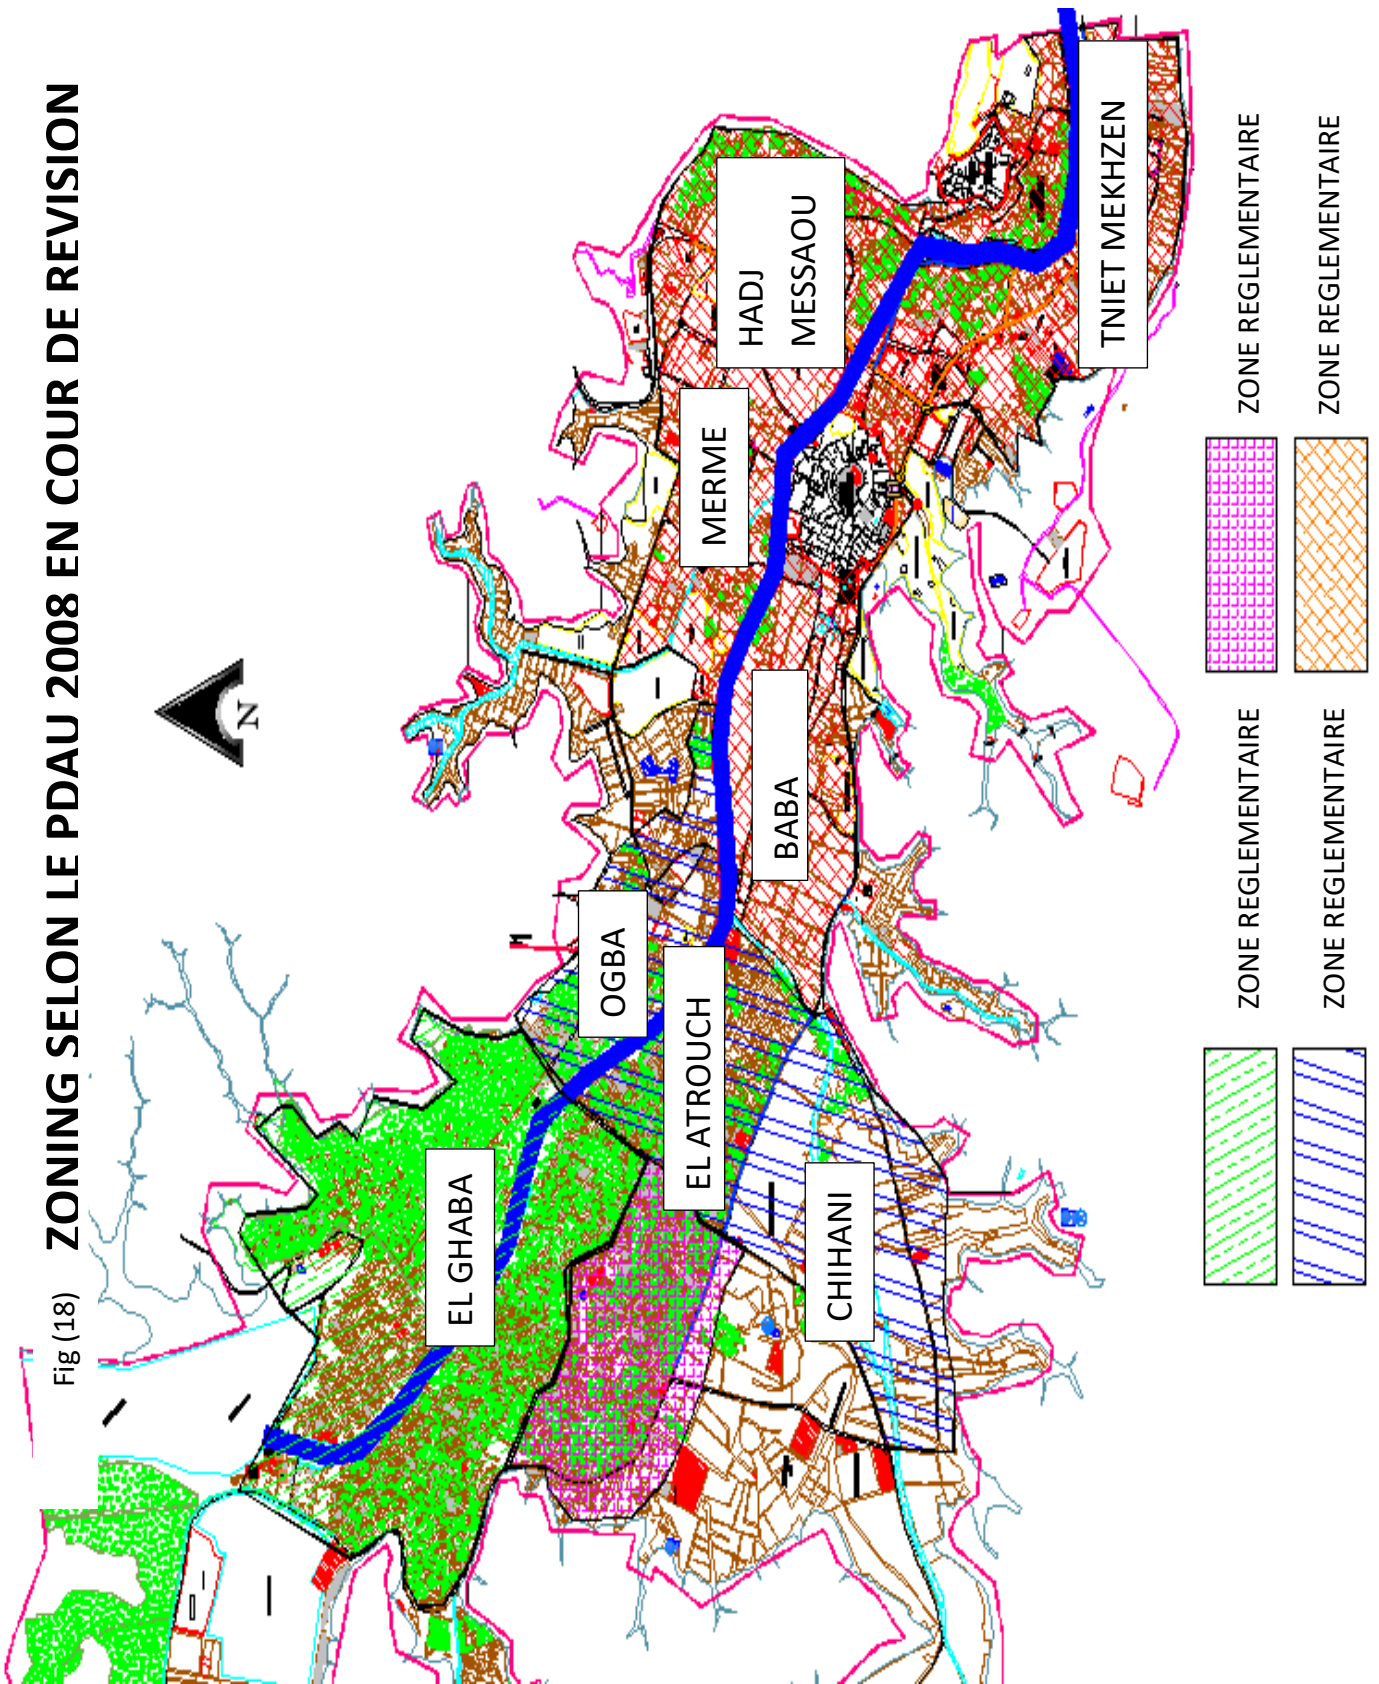 Fig (18) ZONING SELON LE PDAU 2008 EN COUR DE REVISION
N
EL GHABA
OGBA
EL ATROUCH
CHIHANI
BABA
MERME
HADJ
MESSAOU
TNIET MEKHZEN
ZONE REGLEMENTAIRE
ZONE REGLEMENTAIRE
ZONE REGLEMENTAIRE
ZONE REGLEMENTAIRE